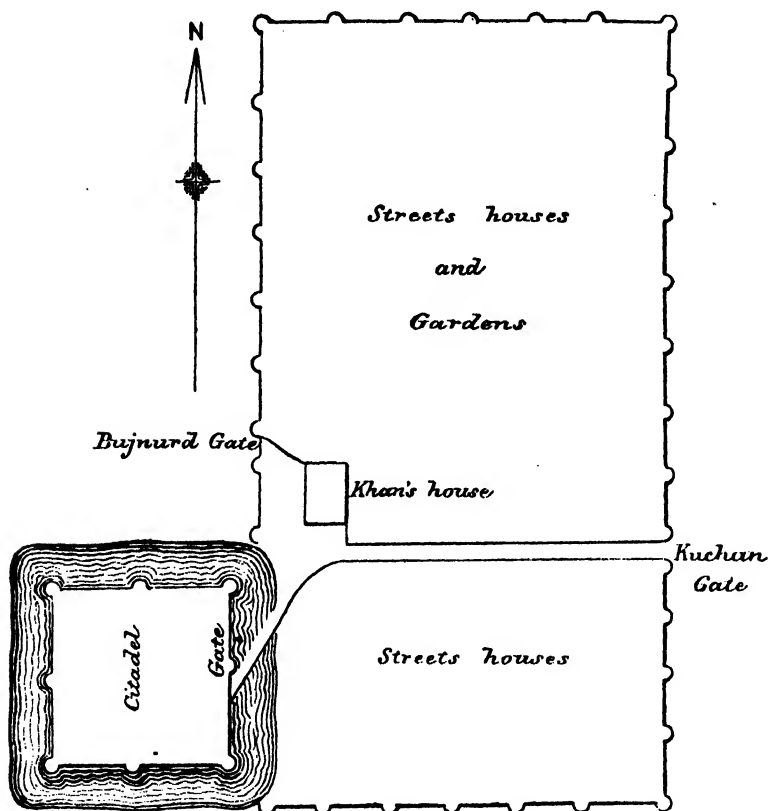 N
Streets houses
and
Gardens
Bujnurd Gate
Khan's house
Kuchan
Gate
Citadel
Gate
Streets houses